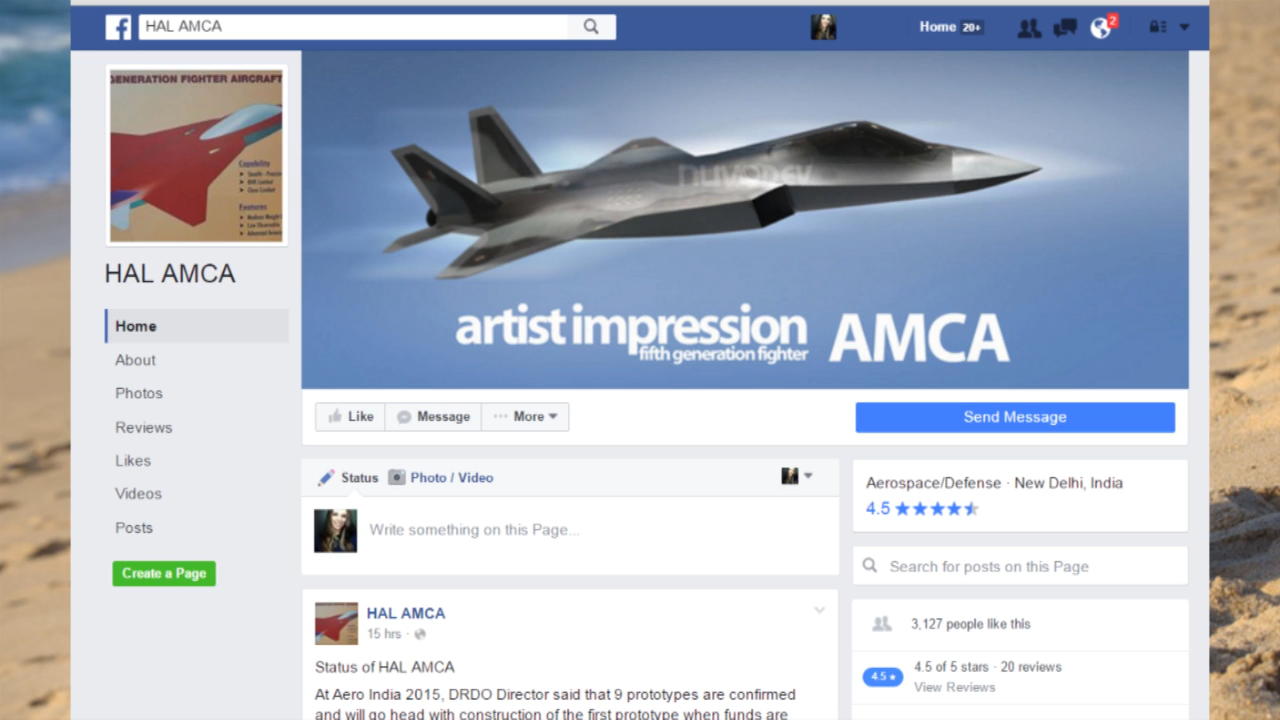 HAL AMCA
Home 20+
2
GENERATION FIGHTER AIRCRAFT
Capability
Features
HAL AMCA
Home
About
Photos
Reviews
Likes
Videos
Posts
Create a Page
artist impression AMCA
fifth generation fighter
Like Message More
Send Message
Status Photo / Video
Write something on this Page...
HAL AMCA
15 hrs
Status of HAL AMCA
At Aero India 2015, DRDO Director said that 9 prototypes are confirmed
and will go head with construction of the first prototype when funds are
Aerospace/Defense · New Delhi, India
4.5
Search for posts on this Page
3,127 people like this
4.5
4.5 of 5 stars · 20 reviews
View Reviews